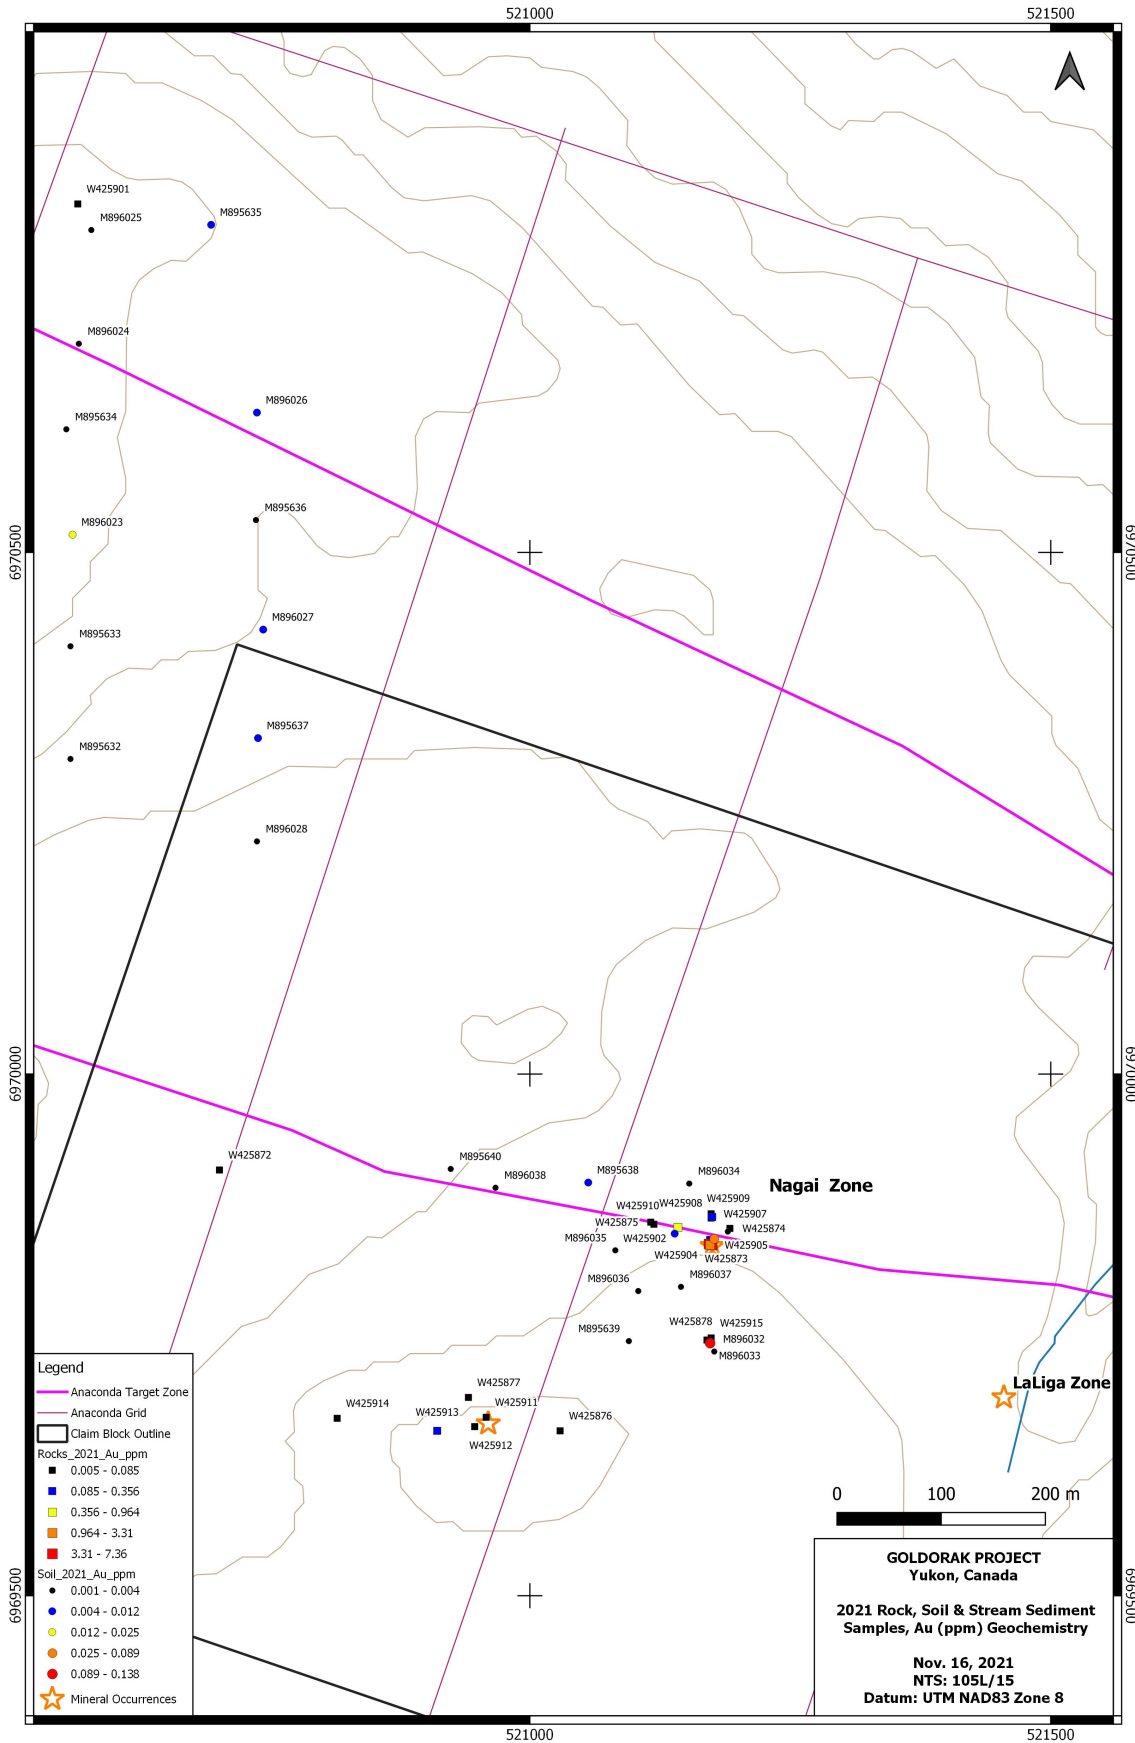 521000
521500
W425901
M896025
M895635
M896024
M896026
M895634
M895636
M896023
6970500
6970500
M896027
M895633
M895637
M895632
M896028
6970000
6970000
W425872
M895640
M896038
M895638
M896034
Nagai Zone
W425910
W425908
W425909
W425907
W425875
W425902
W425874
M896035
W425904
W425905
W425873
M896036
M896037
W425878
W425915
M895639
M896032
M896033
LaLiga Zone
W425877
W425914
W425913
W425911
W425876
W425912
Legend
Anaconda Target Zone
Anaconda Grid
Claim Block Outline
Rocks_2021_Au_ppm
0.005 - 0.085
0.085 - 0.356
0.356 - 0.964
0.964 - 3.31
3.31 - 7.36
Soil_2021_Au_ppm
0.001 - 0.004
0.004 - 0.012
0.012 - 0.025
0.025 - 0.089
0.089 - 0.138
Mineral Occurrences
0 100 200 m
6969500
6969500
GOLDORAK PROJECT
Yukon, Canada
2021 Rock, Soil & Stream Sediment
Samples, Au (ppm) Geochemistry
Nov. 16, 2021
NTS: 105L/15
Datum: UTM NAD83 Zone 8
521000
521500